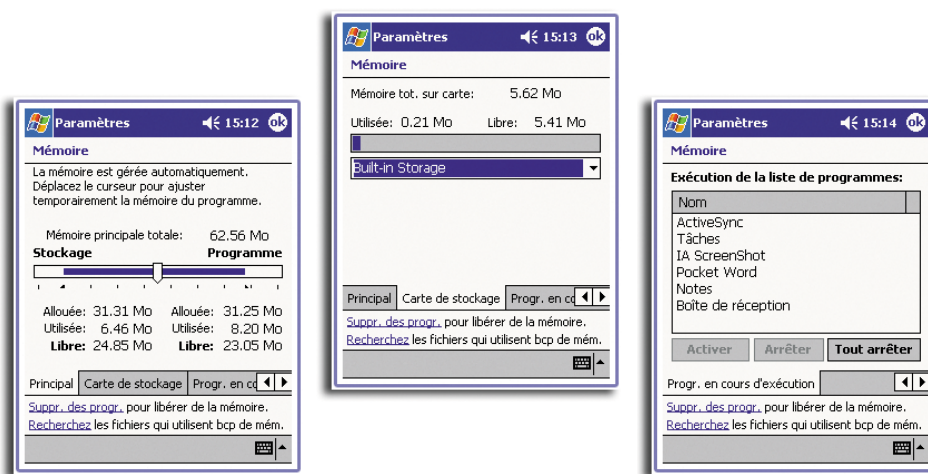 Paramètres 15:12 ok
Mémoire
La mémoire est gérée automatiquement.
Déplacez le curseur pour ajuster
temporairement la mémoire du programme.
Mémoire principale totale: 62.56 Mo
Stockage Programme
Allouée: 31.31 Mo Allouée: 31.25 Mo
Utilisée: 6.46 Mo Utilisée: 8.20 Mo
Libre: 24.85 Mo Libre: 23.05 Mo
Principal Carte de stockage Progr. en co
Suppr. des progr. pour libérer de la mémoire.
Recherchez les fichiers qui utilisent bcp de mém.
Paramètres 15:13 ok
Mémoire
Mémoire tot. sur carte: 5.62 Mo
Utilisée: 0.21 Mo Libre: 5.41 Mo
Built-in Storage
Principal Carte de stockage Progr. en co
Suppr. des progr. pour libérer de la mémoire.
Recherchez les fichiers qui utilisent bcp de mém.
Paramètres 15:14 ok
Mémoire
Exécution de la liste de programmes:
Nom
ActiveSync
Tâches
IA ScreenShot
Pocket Word
Notes
Boîte de réception
Activer Arrêter Tout arrêter
Progr. en cours d'exécution
Suppr. des progr. pour libérer de la mémoire.
Recherchez les fichiers qui utilisent bcp de mém.